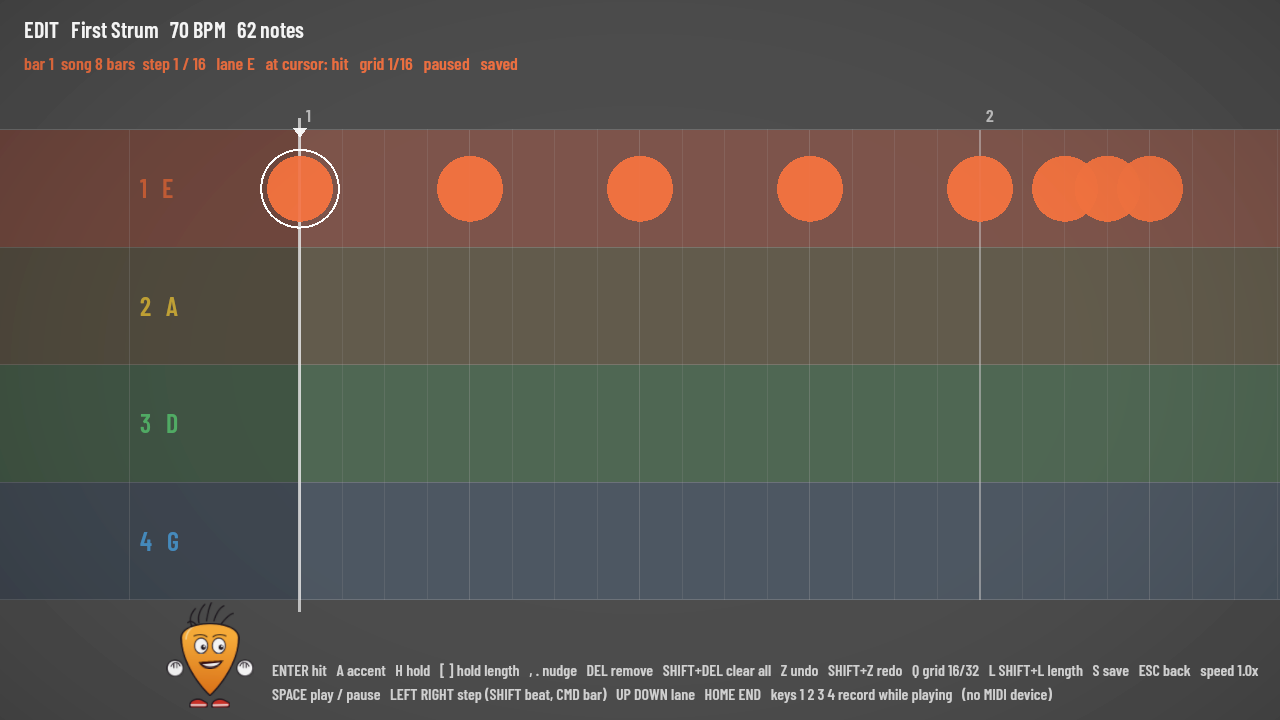 EDIT First Strum 70 BPM 62 notes
bar 1 song 8 bars step 1 / 16 lane E at cursor: hit grid 1/16 paused saved
1 2
1 E
2 A
3 D
4 G
ENTER hit A accent H hold [ ] hold length , . nudge DEL remove SHIFT+DEL clear all Z undo SHIFT+Z redo Q grid 16/32 L SHIFT+L length S save ESC back speed 1.0x
SPACE play / pause LEFT RIGHT step (SHIFT beat, CMD bar) UP DOWN lane HOME END keys 1 2 3 4 record while playing (no MIDI device)